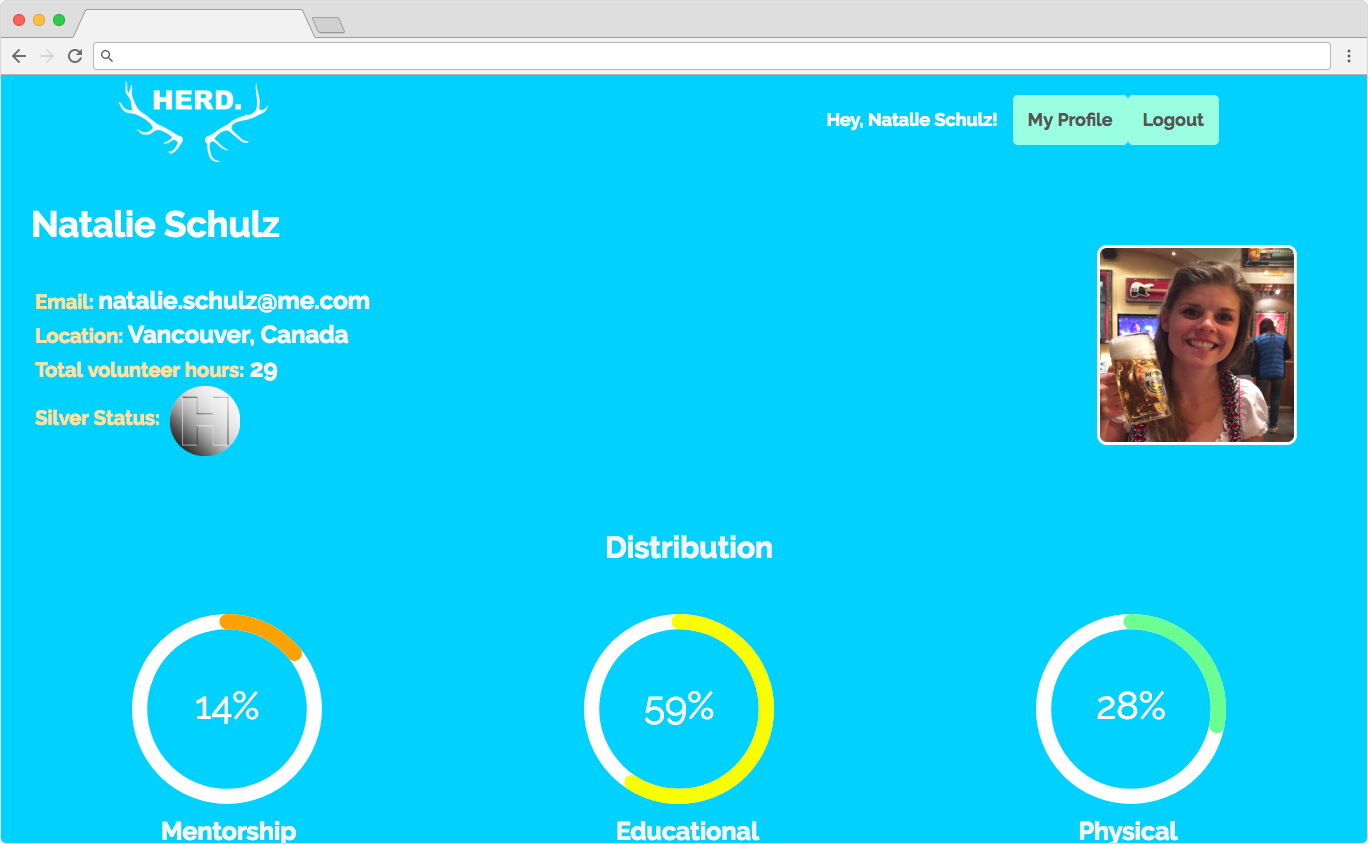 HERD.
Hey, Natalie Schulz!
My Profile
Logout
Natalie Schulz
Email: natalie.schulz@me.com
Location: Vancouver, Canada
Total volunteer hours: 29
Silver Status:
H
Distribution
14%
59%
28%
Mentorship
Educational
Physical